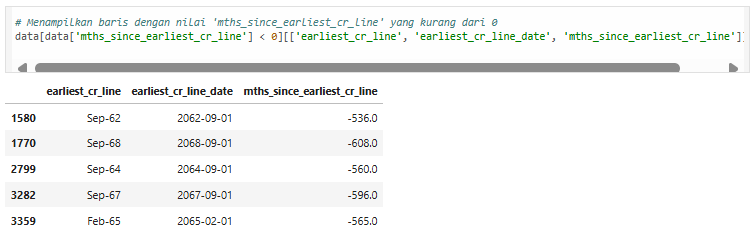 # Menampilkan baris dengan nilai 'mths_since_earliest_cr_line' yang kurang dari 0
data[data['mths_since_earliest_cr_line'] < 0][['earliest_cr_line', 'earliest_cr_line_date', 'mths_since_earliest_cr_line']
earliest_cr_line earliest_cr_line_date mths_since_earliest_cr_line
1580 Sep-62 2062-09-01 -536.0
1770 Sep-68 2068-09-01 -608.0
2799 Sep-64 2064-09-01 -560.0
3282 Sep-67 2067-09-01 -596.0
3359 Feb-65 2065-02-01 -565.0